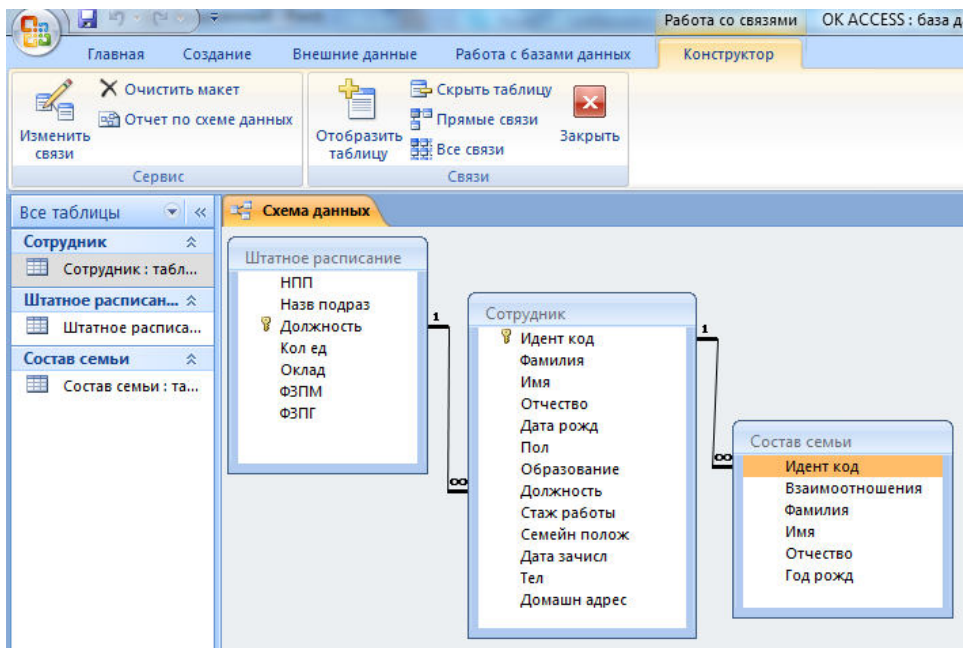 Работа со связями
OK ACCESS : база д
Главная
Создание
Внешние данные
Работа с базами данных
Конструктор
Изменить связи
Очистить макет
Отчет по схеме данных
Сервис
Отобразить таблицу
Скрыть таблицу
Прямые связи
Все связи
Закрыть
Связи
Все таблицы
Сотрудник
Сотрудник : табл...
Штатное расписан...
Штатное расписа...
Состав семьи
Состав семьи : та...
Схема данных
Штатное расписание
НПП
Назв подраз
Должность
Кол ед
Оклад
ФЗПМ
ФЗПГ
1
∞
Сотрудник
Идент код
Фамилия
Имя
Отчество
Дата рожд
Пол
Образование
Должность
Стаж работы
Семейн полож
Дата зачисл
Тел
Домашн адрес
1
∞
Состав семьи
Идент код
Взаимоотношения
Фамилия
Имя
Отчество
Год рожд